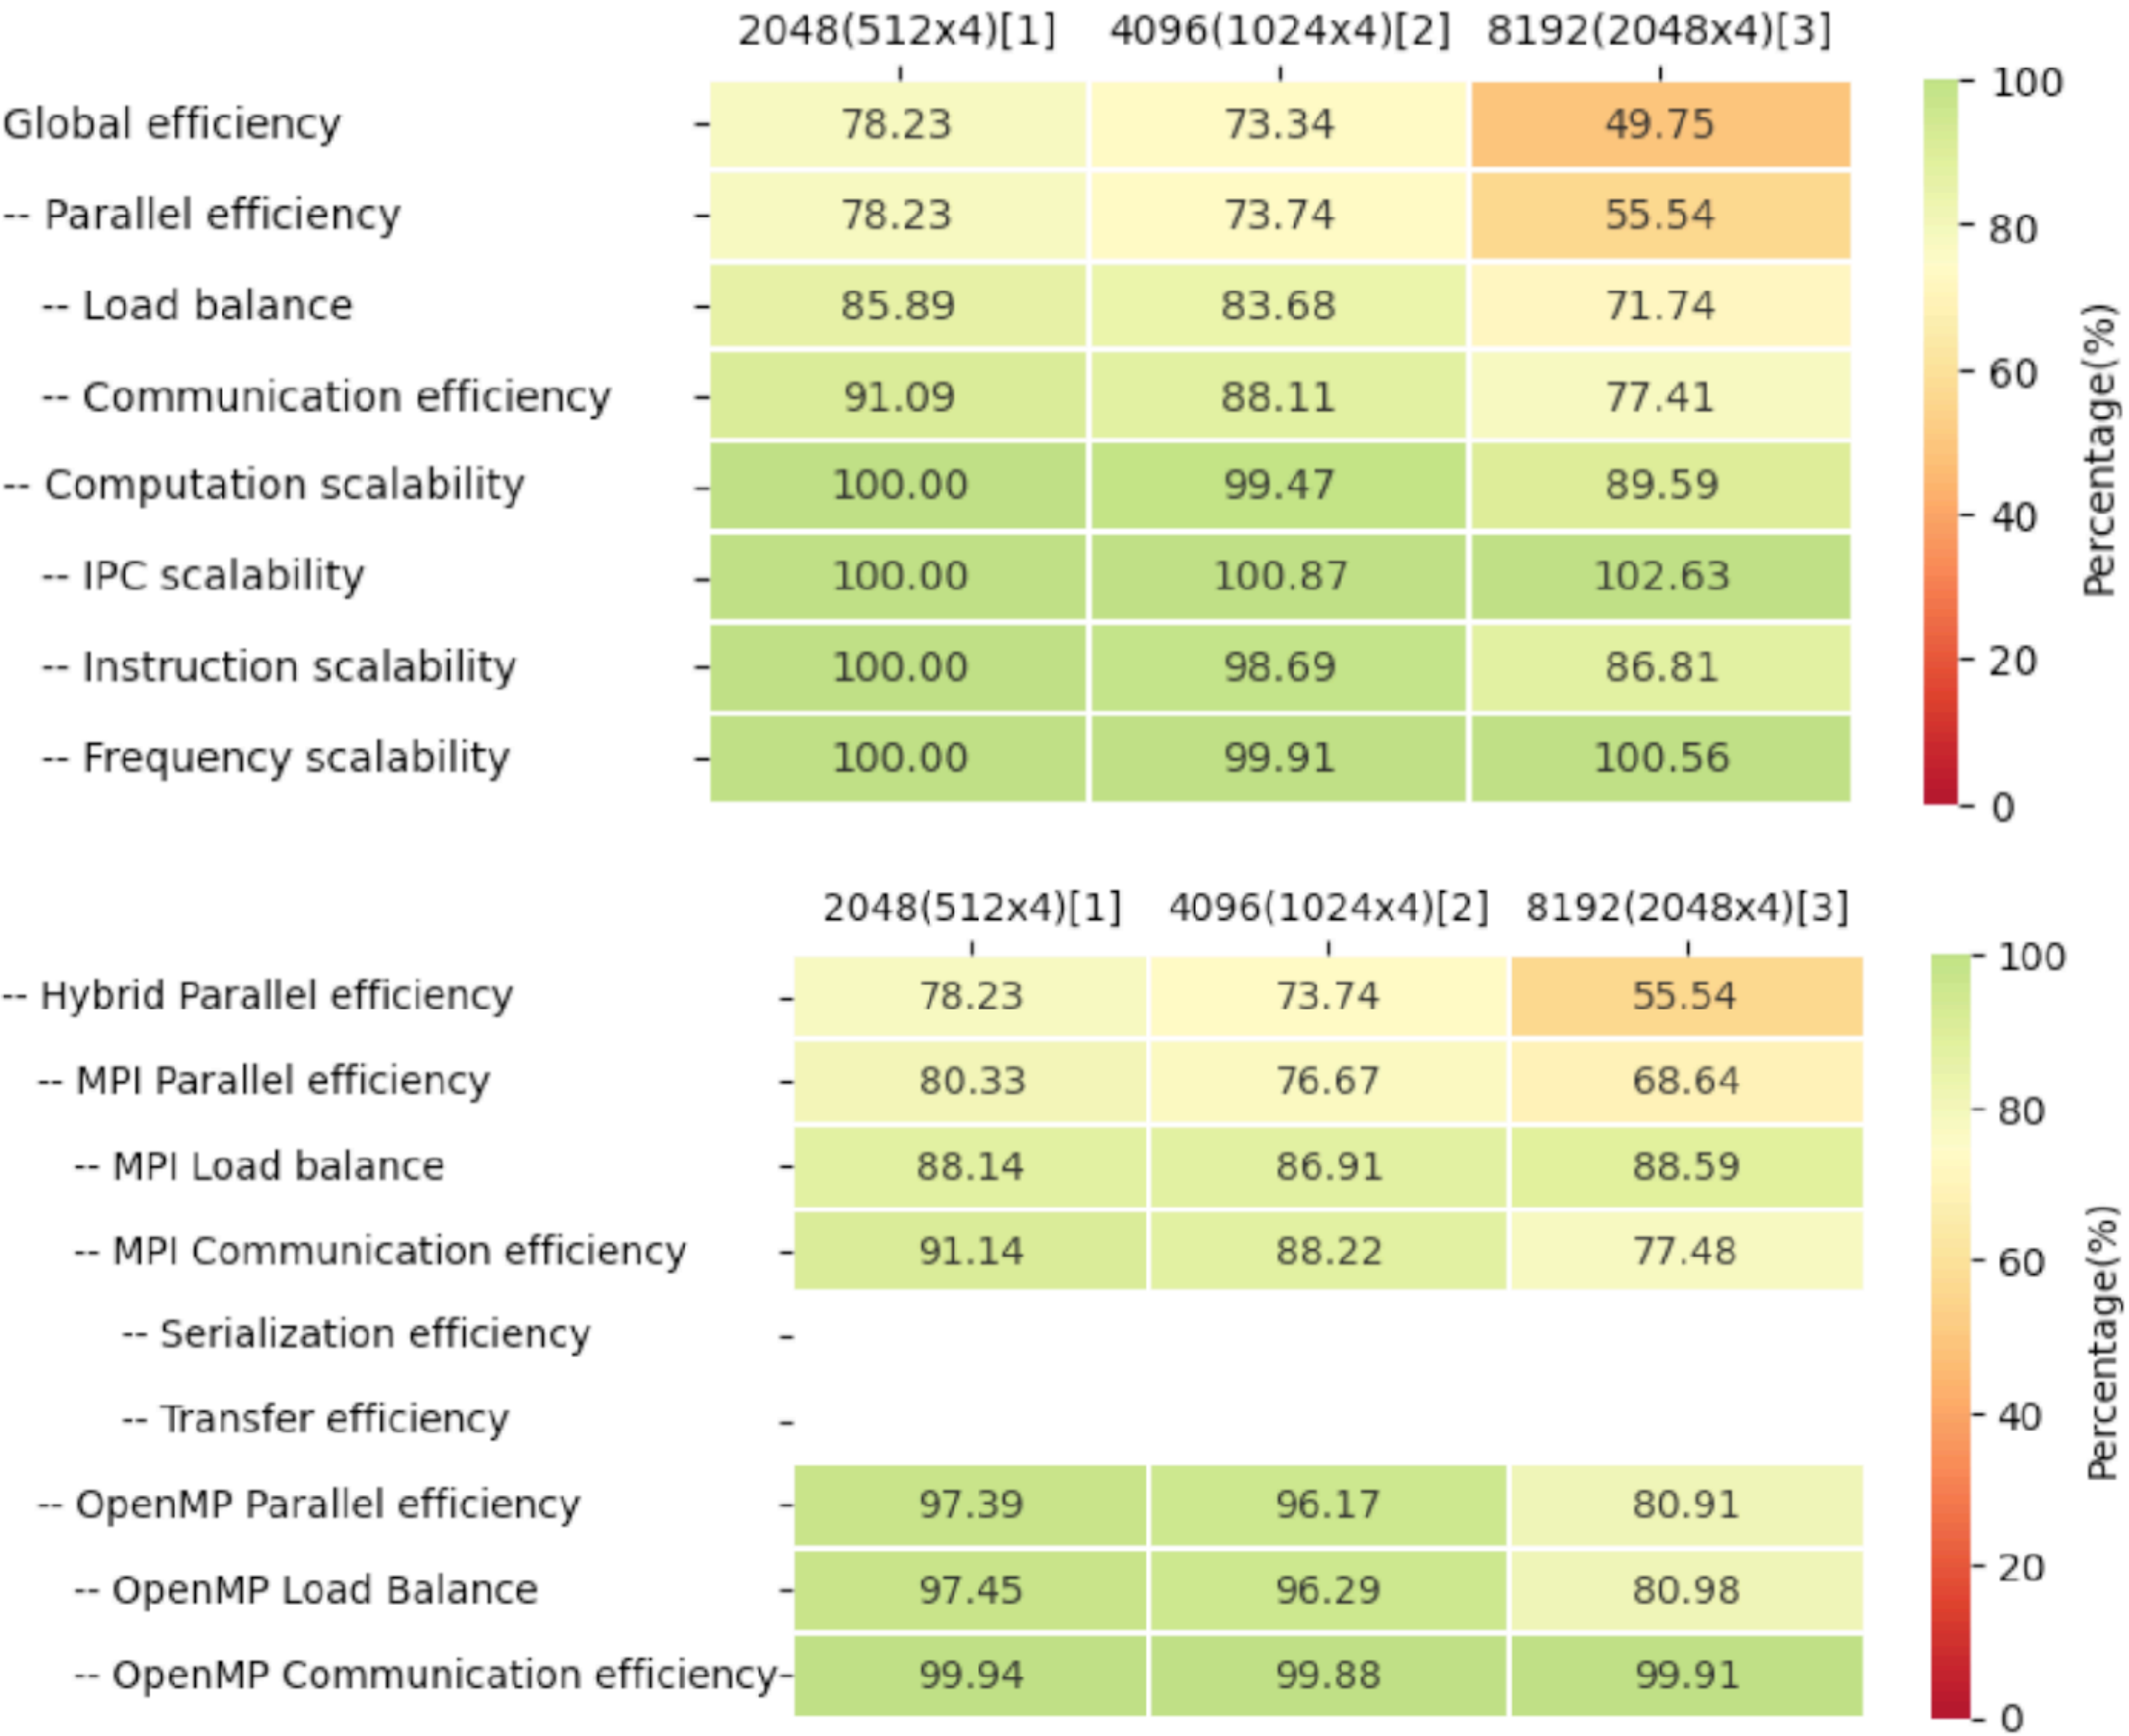 2048(512x4)[1] 4096(1024x4)[2] 8192(2048x4)[3]
Global efficiency 78.23 73.34 49.75
-- Parallel efficiency 78.23 73.74 55.54
-- Load balance 85.89 83.68 71.74
-- Communication efficiency 91.09 88.11 77.41
-- Computation scalability 100.00 99.47 89.59
-- IPC scalability 100.00 100.87 102.63
-- Instruction scalability 100.00 98.69 86.81
-- Frequency scalability 100.00 99.91 100.56
100
80
60
40
20
0
Percentage(%)
2048(512x4)[1] 4096(1024x4)[2] 8192(2048x4)[3]
-- Hybrid Parallel efficiency 78.23 73.74 55.54
-- MPI Parallel efficiency 80.33 76.67 68.64
-- MPI Load balance 88.14 86.91 88.59
-- MPI Communication efficiency 91.14 88.22 77.48
-- Serialization efficiency
-- Transfer efficiency
-- OpenMP Parallel efficiency 97.39 96.17 80.91
-- OpenMP Load Balance 97.45 96.29 80.98
-- OpenMP Communication efficiency 99.94 99.88 99.91
100
80
60
40
20
0
Percentage(%)